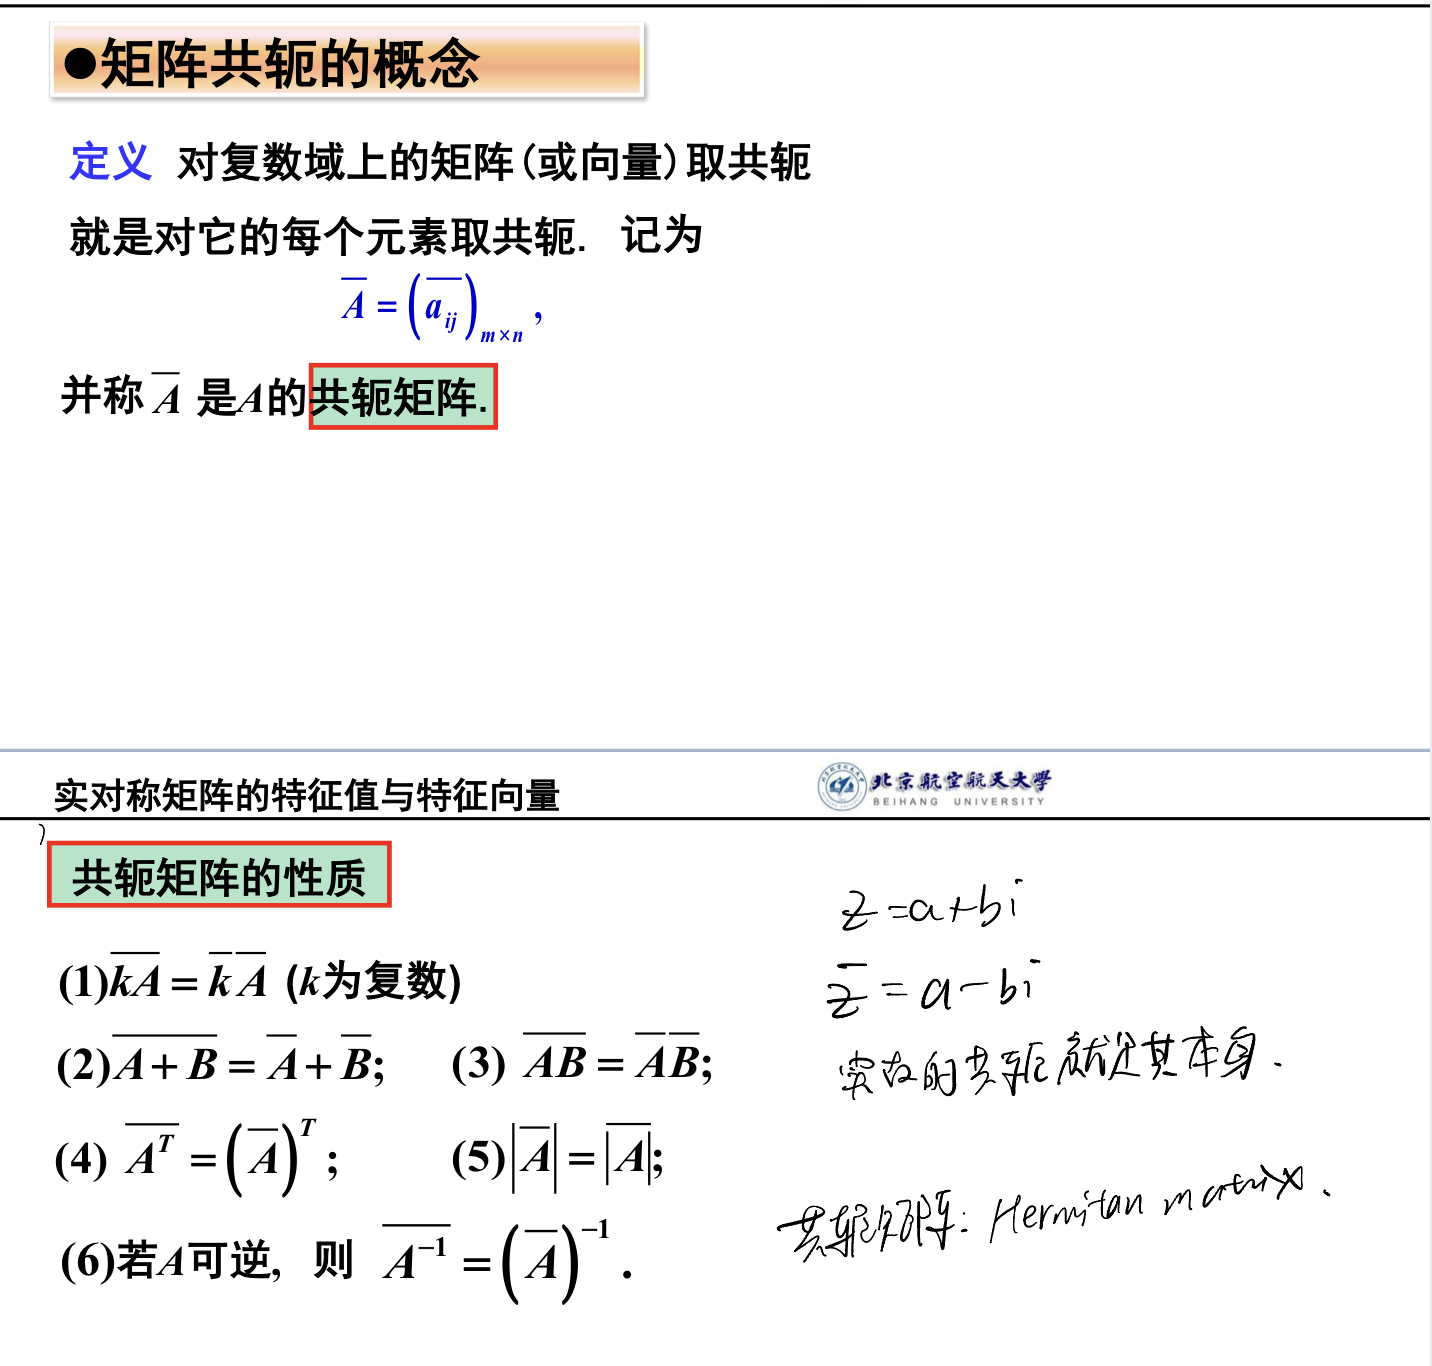 ●矩阵共轭的概念
定义 对复数域上的矩阵(或向量)取共轭
就是对它的每个元素取共轭. 记为
$\overline{A} = \left(\overline{a_{ij}}\right)_{m \times n}$,
并称 $\overline{A}$ 是A的共轭矩阵.
实对称矩阵的特征值与特征向量
北京航空航天大學
BEIHANG UNIVERSITY
共轭矩阵的性质
(1) $\overline{kA} = \overline{k}\,\overline{A}$ (k为复数)
(2) $\overline{A+B} = \overline{A}+\overline{B}$; (3) $\overline{AB} = \overline{A}\,\overline{B}$;
(4) $\overline{A^T} = \left(\overline{A}\right)^T$; (5) $\left|\overline{A}\right| = \overline{\left|A\right|}$;
(6)若A可逆, 则 $\overline{A^{-1}} = \left(\overline{A}\right)^{-1}$.
$z = a+bi$
$\overline{z} = a-bi$
实数的共轭就是其本身.
共轭矩阵: Hermitan matrix.